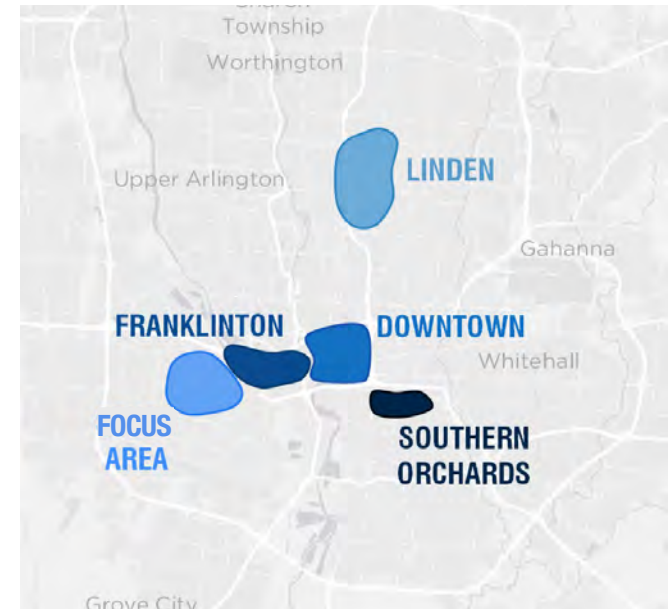 Township
Worthington
Upper Arlington
LINDEN
Gahanna
FRANKLINTON
DOWNTOWN
Whitehall
FOCUS
AREA
SOUTHERN
ORCHARDS
Grove City